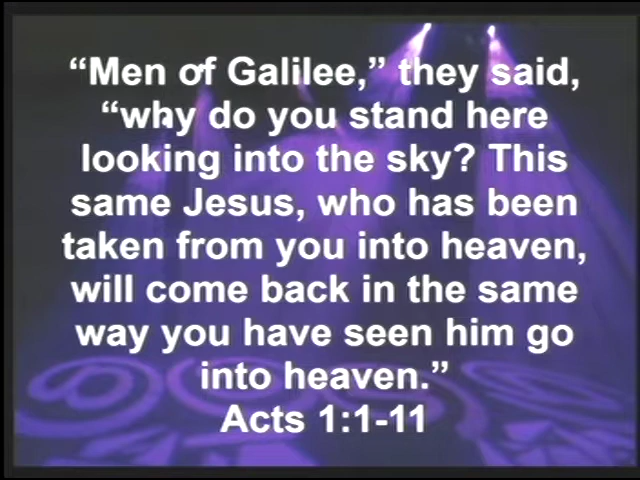 “Men of Galilee,” they said,
“why do you stand here
looking into the sky? This
same Jesus, who has been
taken from you into heaven,
will come back in the same
way you have seen him go
into heaven.”
Acts 1:1-11